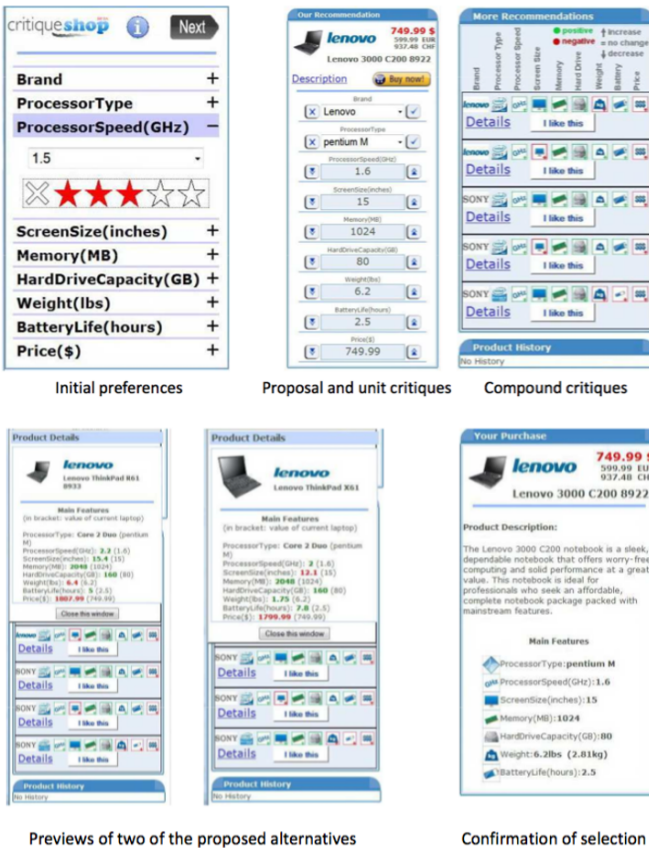 critiqueshop i Next
Brand +
ProcessorType +
ProcessorSpeed(GHz) −
1.5
ScreenSize(inches) +
Memory(MB) +
HardDriveCapacity(GB) +
Weight(lbs) +
BatteryLife(hours) +
Price($) +
Initial preferences
Our Recommendation
lenovo
749.99 $
599.99 EUR
937.48 CHF
Lenovo 3000 C200 8922
Description Buy now!
Brand
X Lenovo
ProcessorType
X pentium M
ProcessorSpeed(GHz)
1.6
ScreenSize(inches)
15
Memory(MB)
1024
HardDriveCapacity(GB)
80
Weight(lbs)
6.2
BatteryLife(hours)
2.5
Price($)
749.99
Proposal and unit critiques
More Recommendations
positive
negative
increase
= no change
decrease
Brand
Processor Type
Processor Speed
Screen Size
Memory
Hard Drive
Weight
Battery
Price
lenovo
Details I like this
lenovo
Details I like this
SONY
Details I like this
SONY
Details I like this
SONY
Details I like this
Product History
No History
Compound critiques
Product Details
lenovo
Lenovo ThinkPad R61
8933
Main Features
(in bracket: value of current laptop)
ProcessorType: Core 2 Duo (pentium
M)
ProcessorSpeed(GHz): 2.2 (1.6)
ScreenSize(inches): 15.4 (15)
Memory(MB): 2048 (1024)
HardDriveCapacity(GB): 160 (80)
Weight(lbs): 6.4 (6.2)
BatteryLife(hours): 5 (2.5)
Price($): 1807.99 (749.99)
Close this window
lenovo
Details I like this
SONY
Details I like this
SONY
Details I like this
SONY
Details I like this
Product History
No History
Product Details
lenovo
Lenovo ThinkPad X61
Main Features
(in bracket: value of current laptop)
ProcessorType: Core 2 Duo (pentium
M)
ProcessorSpeed(GHz): 2 (1.6)
ScreenSize(inches): 12.1 (15)
Memory(MB): 2048 (1024)
HardDriveCapacity(GB): 160 (80)
Weight(lbs): 1.75 (6.2)
BatteryLife(hours): 7.8 (2.5)
Price($): 1799.99 (749.99)
Close this window
SONY
Details I like this
SONY
Details I like this
SONY
Details I like this
Product History
No History
Previews of two of the proposed alternatives
Your Purchase
lenovo
749.99 $
599.99 EU
937.48 CH
Lenovo 3000 C200 8922
Product Description:
The Lenovo 3000 C200 notebook is a sleek,
dependable notebook that offers worry-free
computing and solid performance at a great
value. This notebook is ideal for
professionals who seek an affordable,
complete notebook package packed with
mainstream features.
Main Features
ProcessorType:pentium M
ProcessorSpeed(GHz):1.6
ScreenSize(inches):15
Memory(MB):1024
HardDriveCapacity(GB):80
Weight:6.2lbs (2.81kg)
BatteryLife(hours):2.5
Confirmation of selection